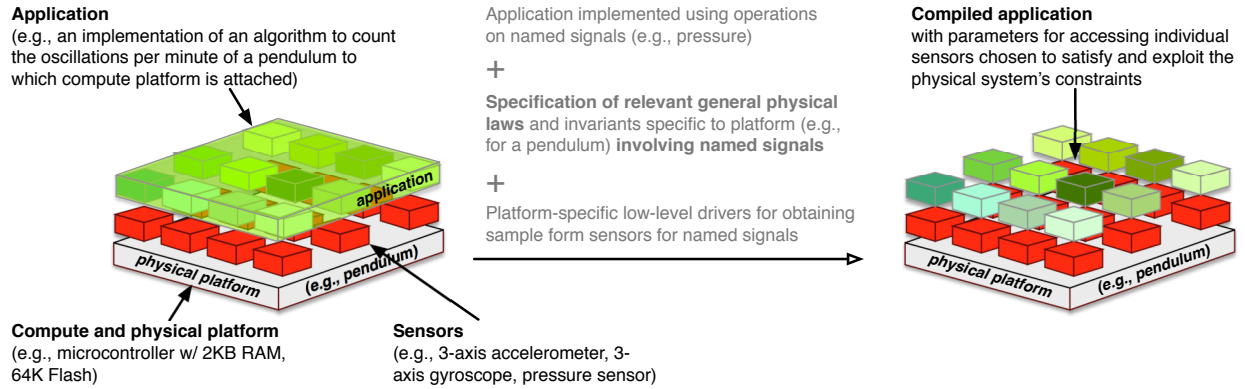 Application
(e.g., an implementation of an algorithm to count
the oscillations per minute of a pendulum to
which compute platform is attached)
application
physical platform
(e.g., pendulum)
Compute and physical platform
(e.g., microcontroller w/ 2KB RAM,
64K Flash)
Sensors
(e.g., 3-axis accelerometer, 3-
axis gyroscope, pressure sensor)
Application implemented using operations
on named signals (e.g., pressure)
+
Specification of relevant general physical
laws and invariants specific to platform (e.g.,
for a pendulum) involving named signals
+
Platform-specific low-level drivers for obtaining
sample form sensors for named signals
Compiled application
with parameters for accessing individual
sensors chosen to satisfy and exploit the
physical system's constraints
physical platform
(e.g., pendulum)